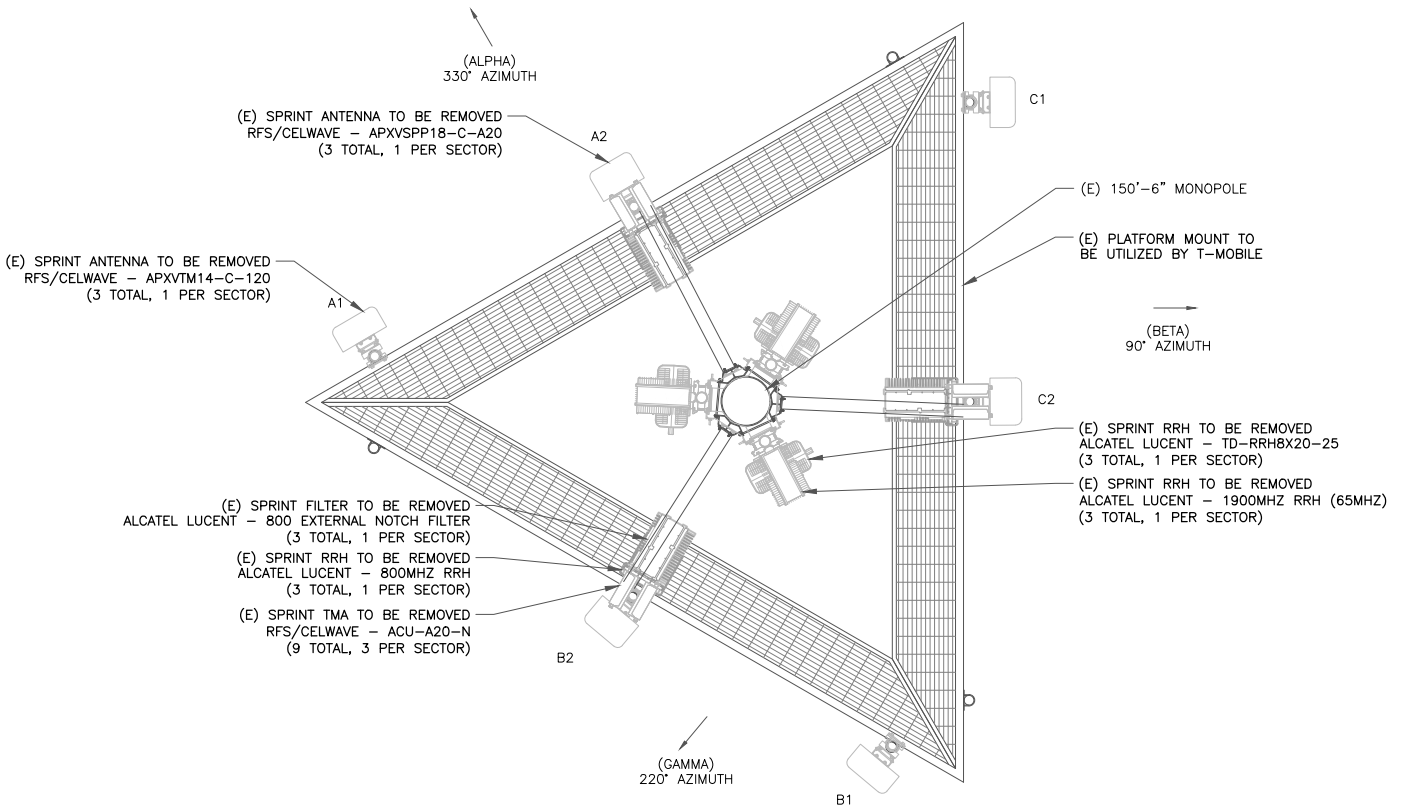 (ALPHA)
330° AZIMUTH
(E) SPRINT ANTENNA TO BE REMOVED
RFS/CELWAVE - APXVSPP18-C-A20
(3 TOTAL, 1 PER SECTOR)
A2
C1
(E) 150'-6" MONOPOLE
(E) PLATFORM MOUNT TO
BE UTILIZED BY T-MOBILE
(E) SPRINT ANTENNA TO BE REMOVED
RFS/CELWAVE - APXVTM14-C-120
(3 TOTAL, 1 PER SECTOR)
A1
(BETA)
90° AZIMUTH
C2
(E) SPRINT RRH TO BE REMOVED
ALCATEL LUCENT - TD-RRH8X20-25
(3 TOTAL, 1 PER SECTOR)
(E) SPRINT RRH TO BE REMOVED
ALCATEL LUCENT - 1900MHZ RRH (65MHZ)
(3 TOTAL, 1 PER SECTOR)
(E) SPRINT FILTER TO BE REMOVED
ALCATEL LUCENT - 800 EXTERNAL NOTCH FILTER
(3 TOTAL, 1 PER SECTOR)
(E) SPRINT RRH TO BE REMOVED
ALCATEL LUCENT - 800MHZ RRH
(3 TOTAL, 1 PER SECTOR)
(E) SPRINT TMA TO BE REMOVED
RFS/CELWAVE - ACU-A20-N
(9 TOTAL, 3 PER SECTOR)
B2
(GAMMA)
220° AZIMUTH
B1